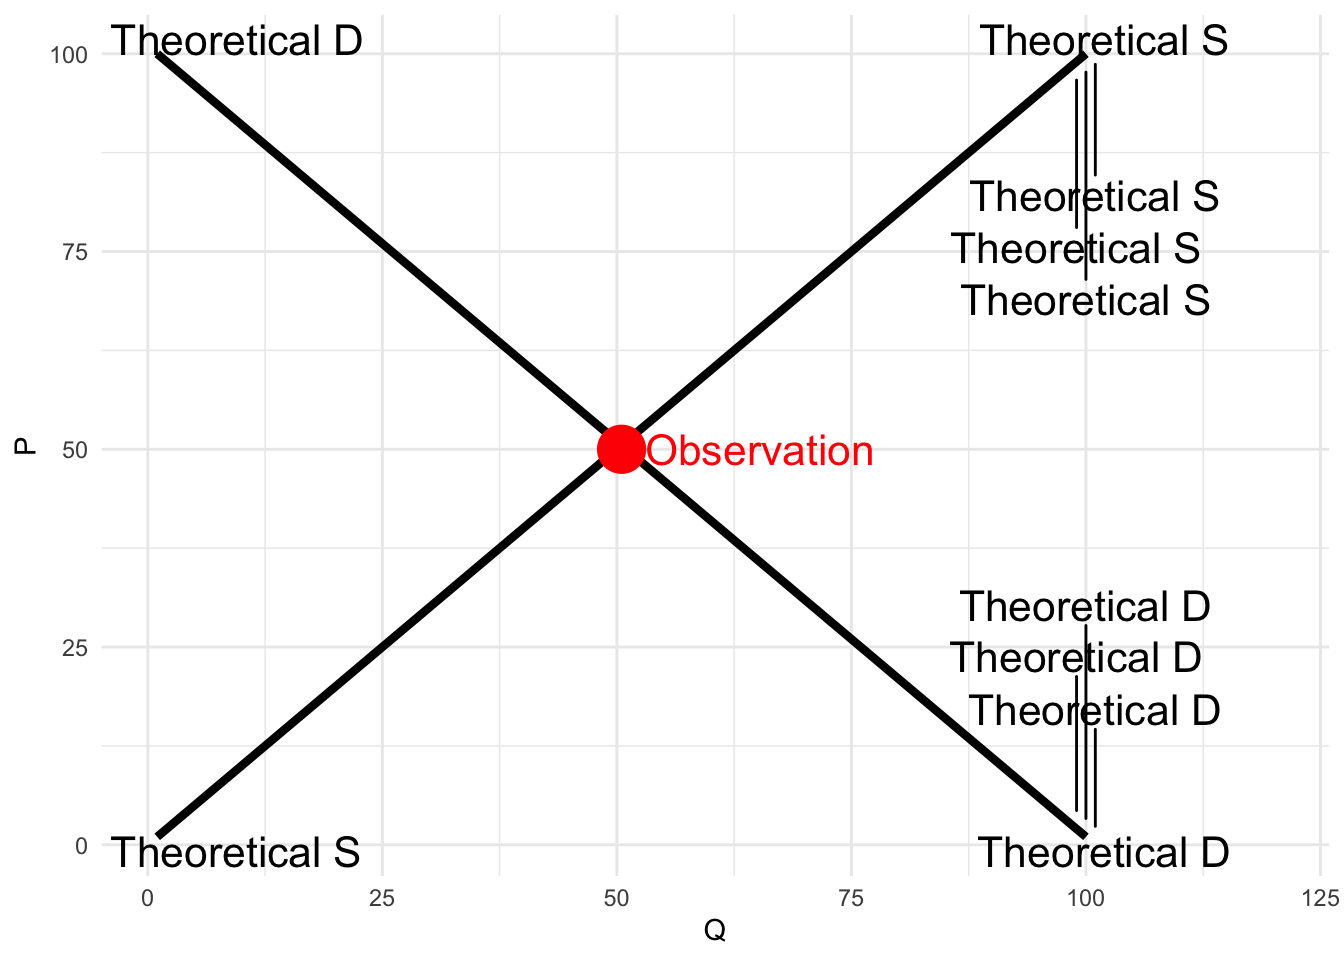 Theoretical D
Theoretical S
100
Theoretical S
75
Theoretical S
Theoretical S
P
50
Observation
Theoretical D
25
Theoretical D
Theoretical D
0
Theoretical S
Theoretical D
0
25
50
75
100
125
Q